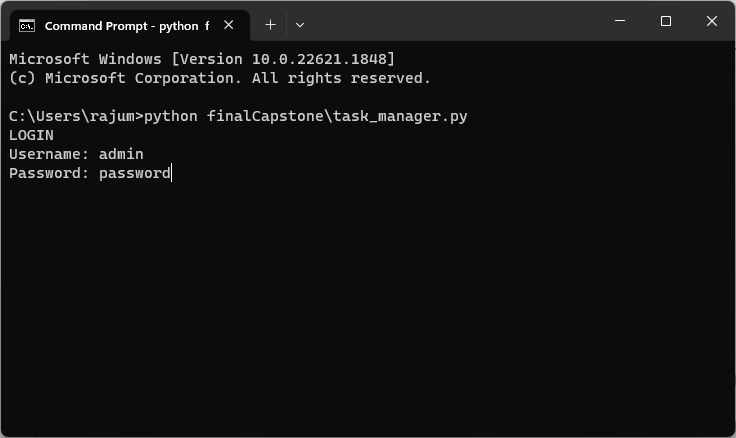 Command Prompt - python f
Microsoft Windows [Version 10.0.22621.1848]
(c) Microsoft Corporation. All rights reserved.
C:\Users\rajum>python finalCapstone\task_manager.py
LOGIN
Username: admin
Password: password